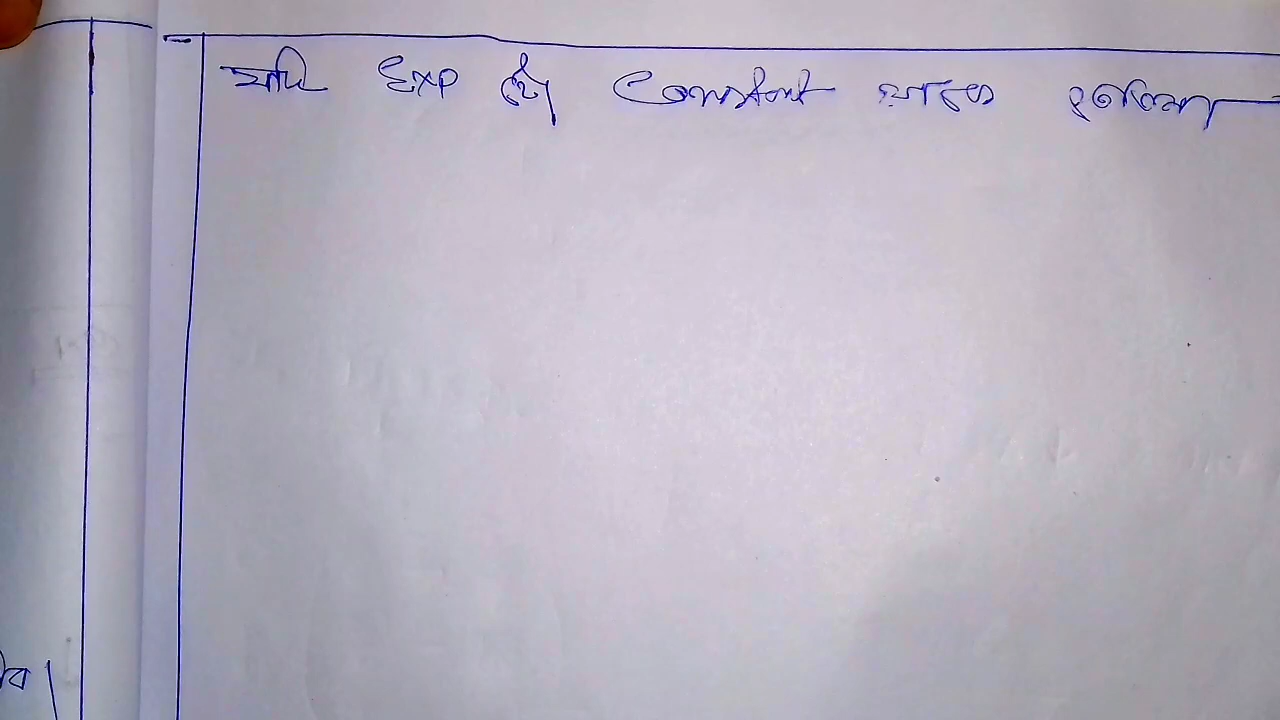 যদি Exp টা Constant থাকে
ব।